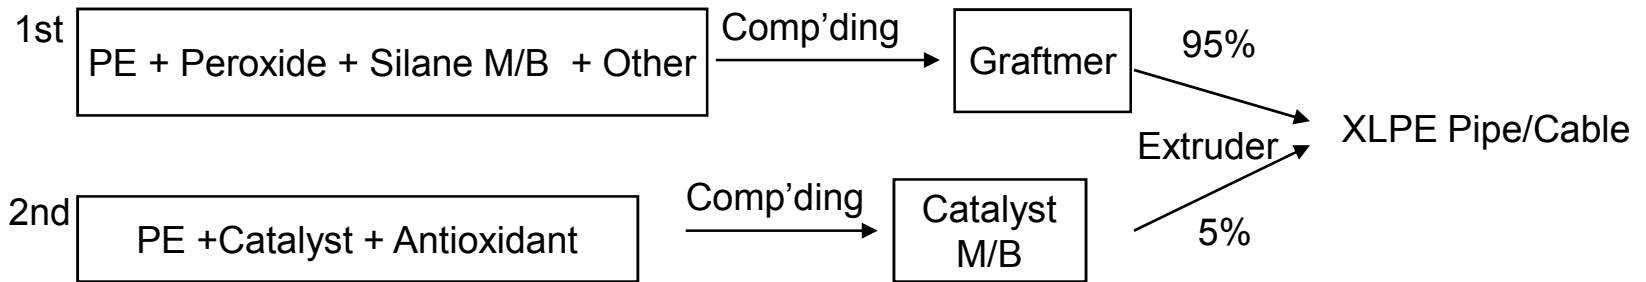 1st
PE + Peroxide + Silane M/B + Other
Comp’ding
Graftmer
95%
Extruder
XLPE Pipe/Cable
2nd
PE +Catalyst + Antioxidant
Comp’ding
Catalyst
M/B
5%